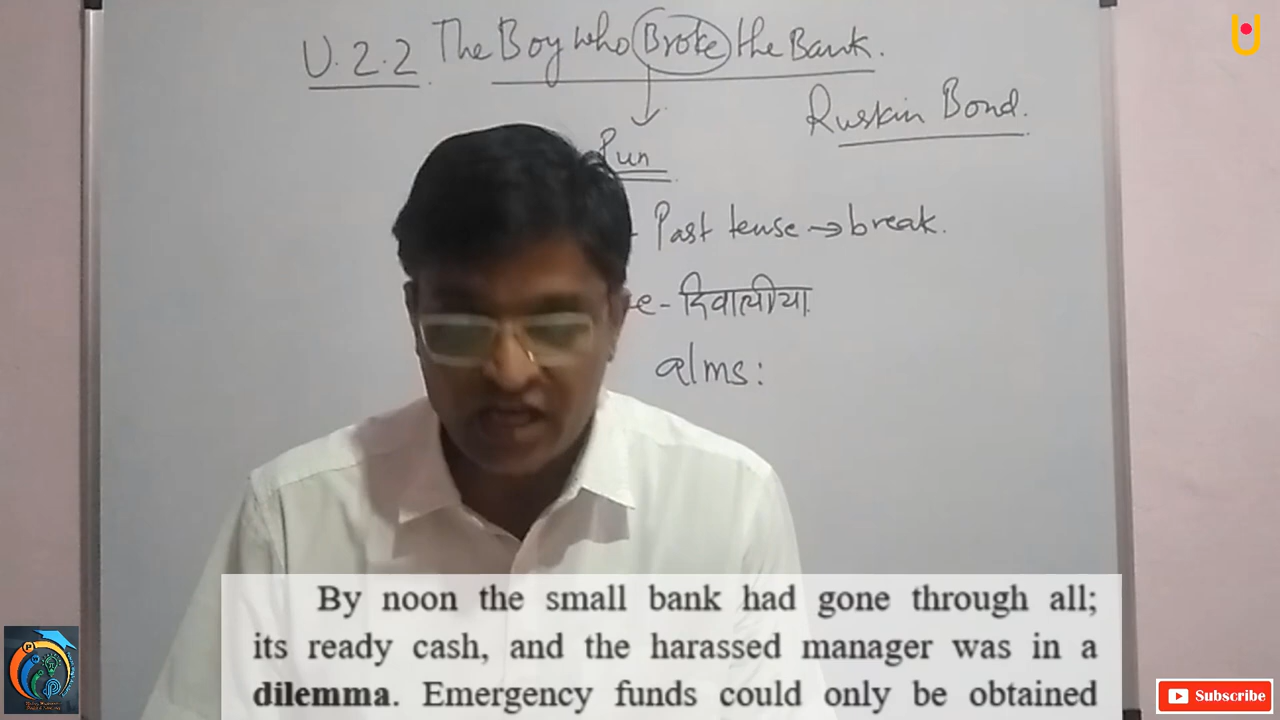 U.2.2 The Boy who Broke the Bank.
Ruskin Bond.
Pun
Past tense → break.
e - दिवालीया
alms:
By noon the small bank had gone through all;
its ready cash, and the harassed manager was in a
dilemma. Emergency funds could only be obtained
Subscribe